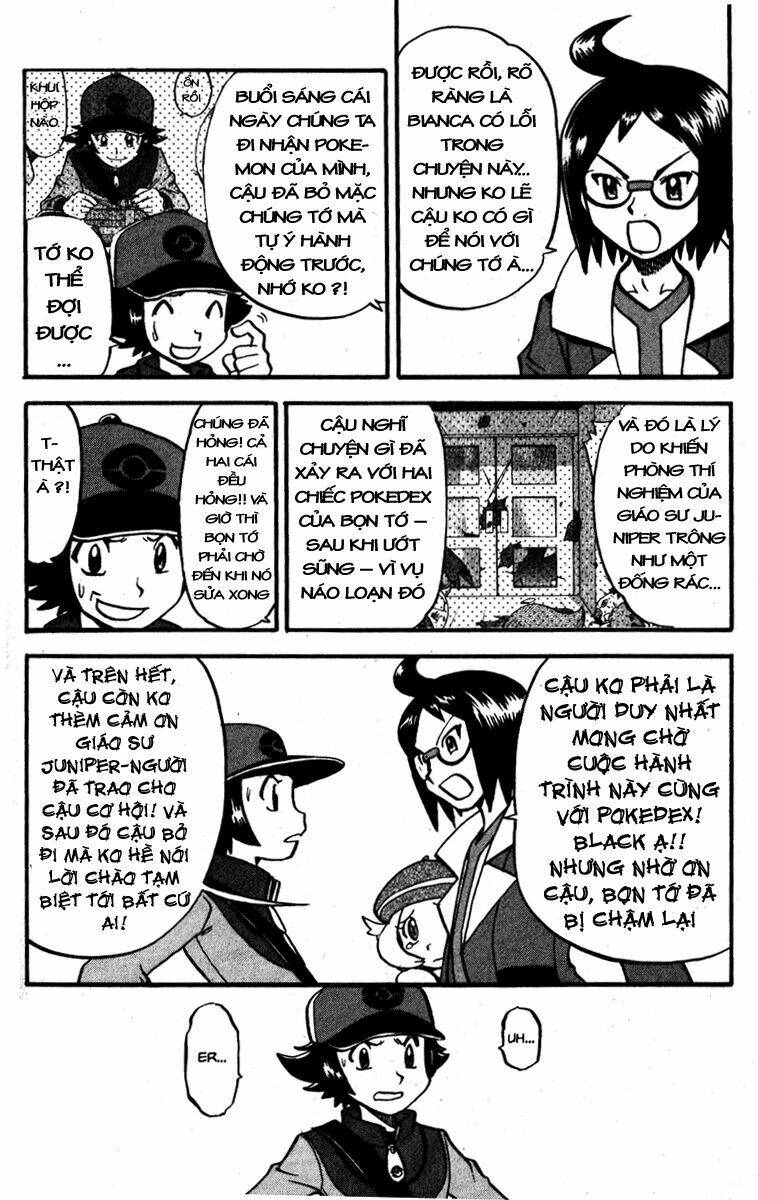 ĐƯỢC RỒI, RÕ
RÀNG LÀ
BIANCA CÓ LỖI
TRONG
CHUYỆN NÀY...
NHƯNG KO LẼ
CẬU KO CÓ GÌ
ĐỂ NÓI VỚI
CHÚNG TỚ À...
BUỔI SÁNG CÁI
NGÀY CHÚNG TA
ĐI NHẬN POKE-
MON CỦA MÌNH,
CẬU ĐÃ BỎ MẶC
CHÚNG TỚ MÀ
TỰ Ý HÀNH
ĐỘNG TRƯỚC,
NHỚ KO ?!
ỔN
RỒI
KHUI
HỘP
NÀO
TỚ KO
THỂ
ĐỢI
ĐƯỢC
...
VÀ ĐÓ LÀ LÝ
DO KHIẾN
PHÒNG THÍ
NGHIỆM CỦA
GIÁO SƯ JU-
NIPER TRÔNG
NHƯ MỘT
ĐỐNG RÁC...
CẬU NGHĨ
CHUYỆN GÌ ĐÃ
XẢY RA VỚI HAI
CHIẾC POKEDEX
CỦA BỌN TỚ –
SAU KHI ƯỚT
SŨNG – VÌ VỤ
NÁO LOẠN ĐÓ
CHÚNG ĐÃ
HỎNG! CẢ
HAI CÁI
ĐỀU
HỎNG!! VÀ
GIỜ THÌ
BỌN TỚ
PHẢI CHỜ
ĐẾN KHI NÓ
SỬA XONG
T-
THẬT
À ?!
CẬU KO PHẢI LÀ
NGƯỜI DUY NHẤT
MONG CHỜ
CUỘC HÀNH
TRÌNH NÀY CÙNG
VỚI POKEDEX!
BLACK Ạ!!
NHƯNG NHỜ ƠN
CẬU, BỌN TỚ ĐÃ
BỊ CHẬM LẠI
VÀ TRÊN HẾT,
CẬU CÒN KO
THÈM CẢM ƠN
GIÁO SƯ
JUNIPER-NGƯỜI
ĐÃ TRAO CHO
CẬU CƠ HỘI! VÀ
SAU ĐÓ CẬU BỎ
ĐI MÀ KO HỀ NÓI
LỜI CHÀO TẠM
BIỆT TỚI BẤT CỨ
AI!
UH...
ER...